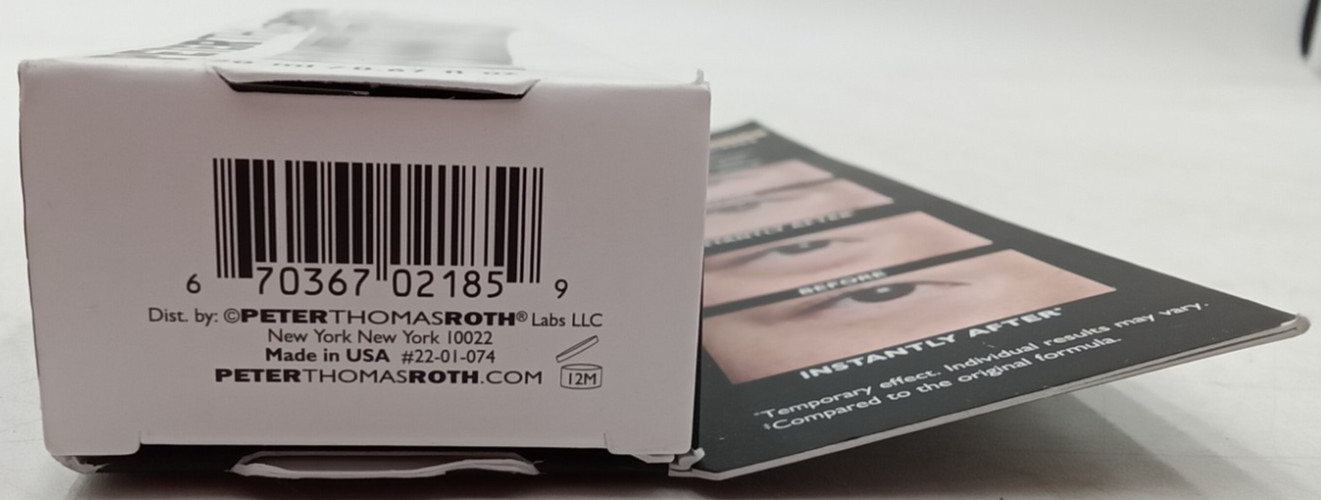 6 70367 02185 9
Dist. by: ©PETERTHOMASROTH® Labs LLC
New York New York 10022
Made in USA #22-01-074
PETERTHOMASROTH.COM
12M
BEFORE
INSTANTLY AFTER*
*Temporary effect. Individual results may vary.
‡Compared to the original formula.